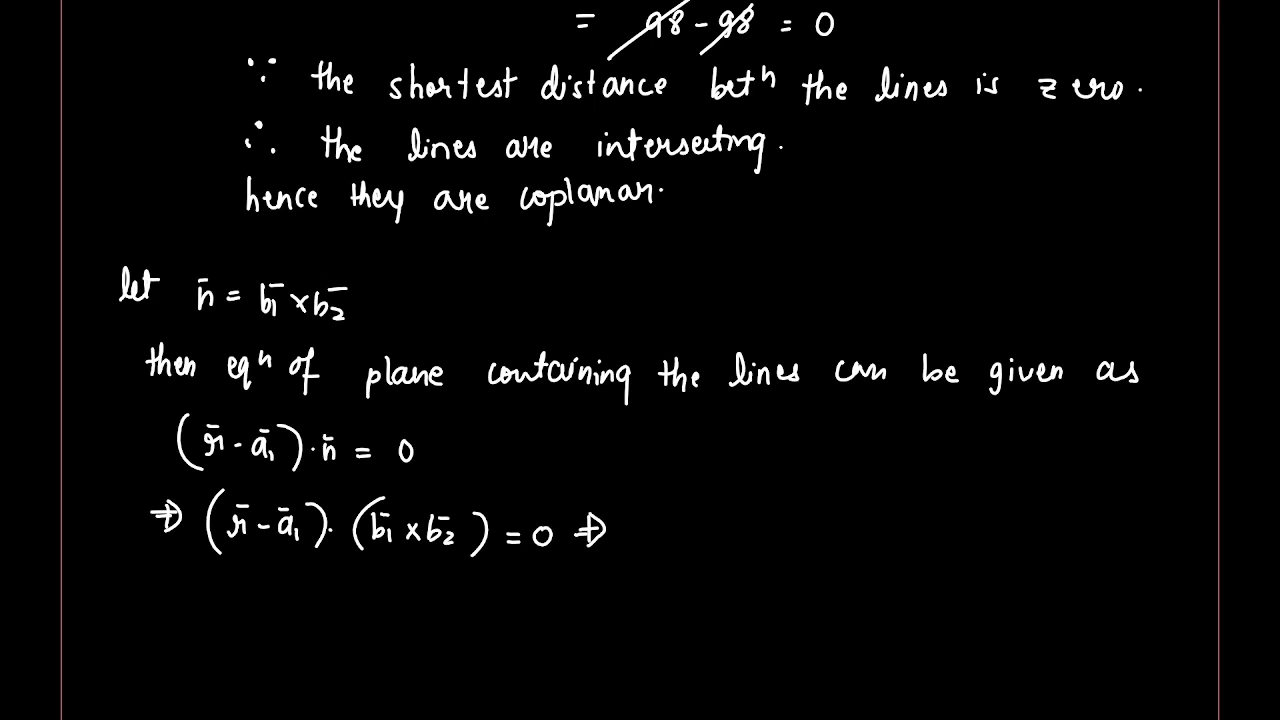 = 98 - 98 = 0
∵ the shortest distance betⁿ the lines is zero.
∴ the lines are intersecting.
hence they are coplanar.
let n̄ = b̄₁ × b̄₂
then eqⁿ of plane containing the lines can be given as
(r̄ - ā₁) · n̄ = 0
⇒ (r̄ - ā₁) · (b̄₁ × b̄₂) = 0 ⇒